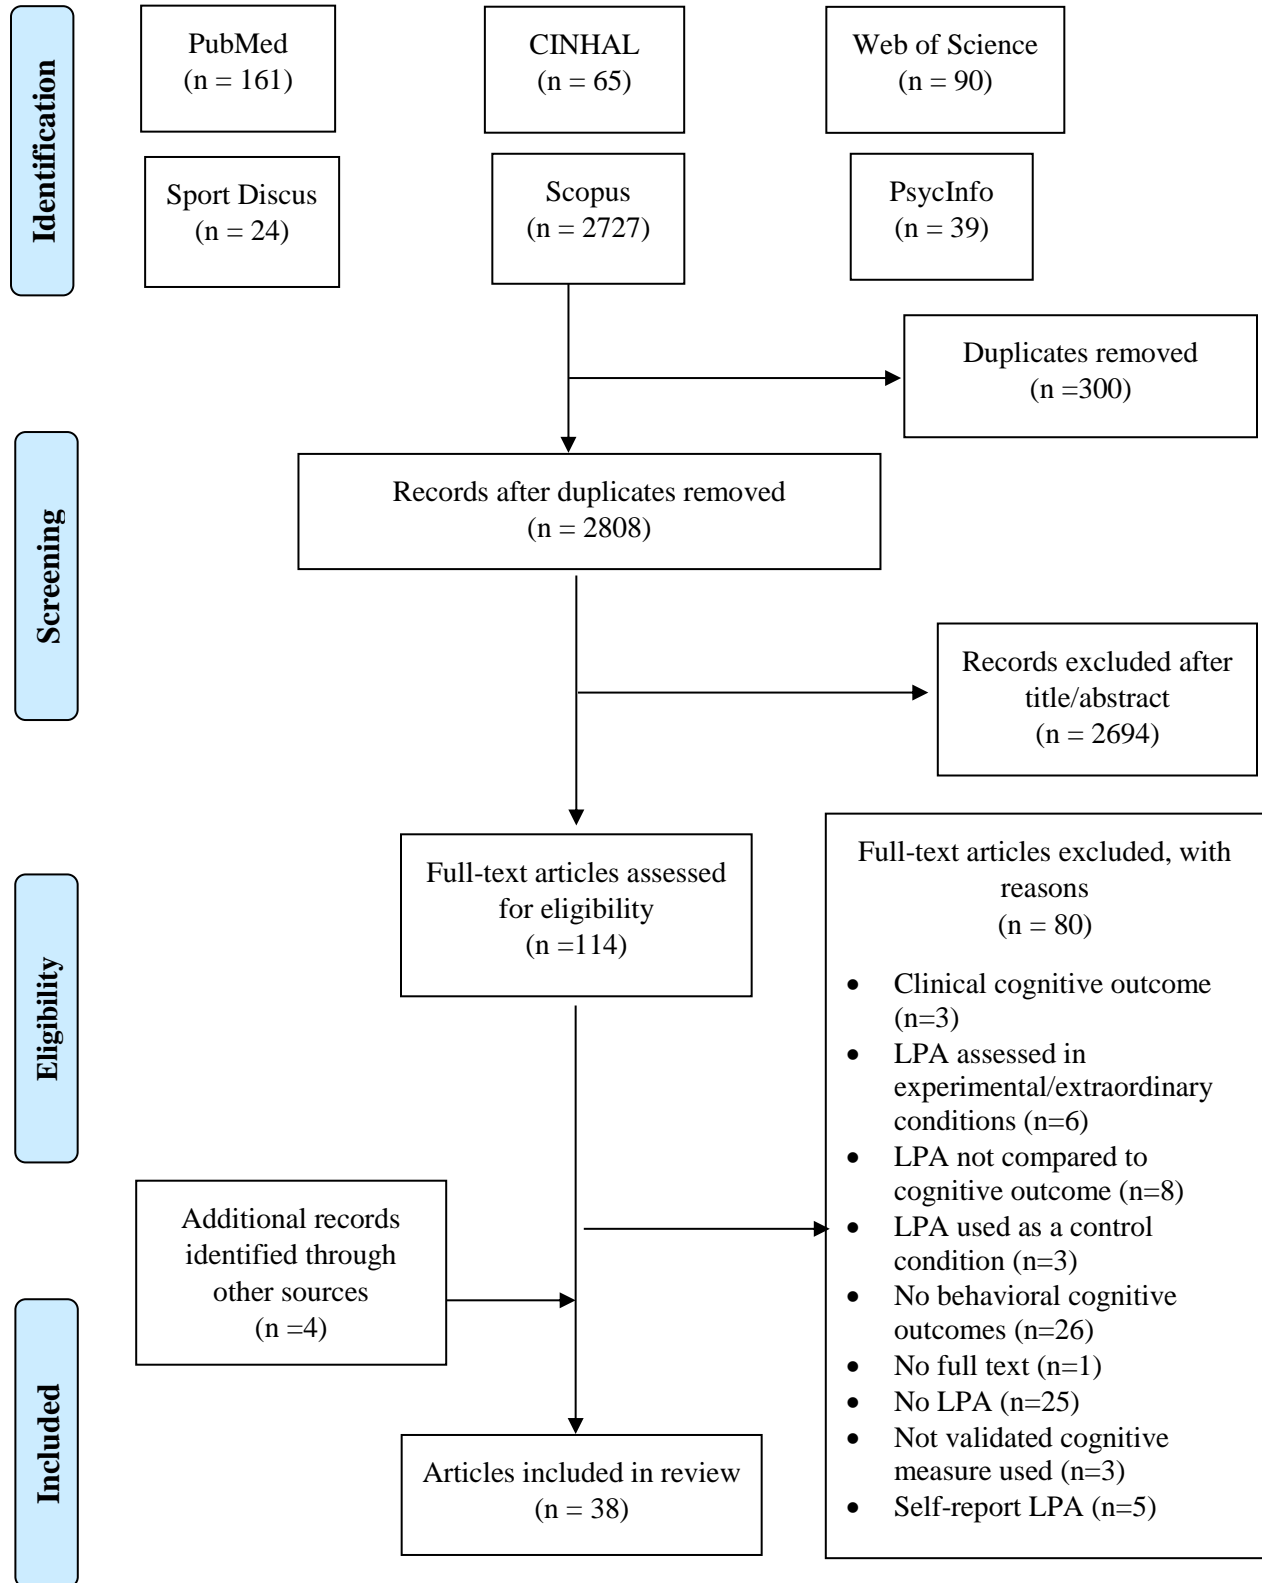 Identification
PubMed
(n = 161)
CINHAL
(n = 65)
Web of Science
(n = 90)
Sport Discus
(n = 24)
Scopus
(n = 2727)
PsycInfo
(n = 39)
Duplicates removed
(n =300)
Screening
Records after duplicates removed
(n = 2808)
Records excluded after
title/abstract
(n = 2694)
Eligibility
Full-text articles assessed
for eligibility
(n =114)
Full-text articles excluded, with
reasons
(n = 80)
• Clinical cognitive outcome
(n=3)
• LPA assessed in
experimental/extraordinary
conditions (n=6)
• LPA not compared to
cognitive outcome (n=8)
• LPA used as a control
condition (n=3)
• No behavioral cognitive
outcomes (n=26)
• No full text (n=1)
• No LPA (n=25)
• Not validated cognitive
measure used (n=3)
• Self-report LPA (n=5)
Additional records
identified through
other sources
(n =4)
Included
Articles included in review
(n = 38)